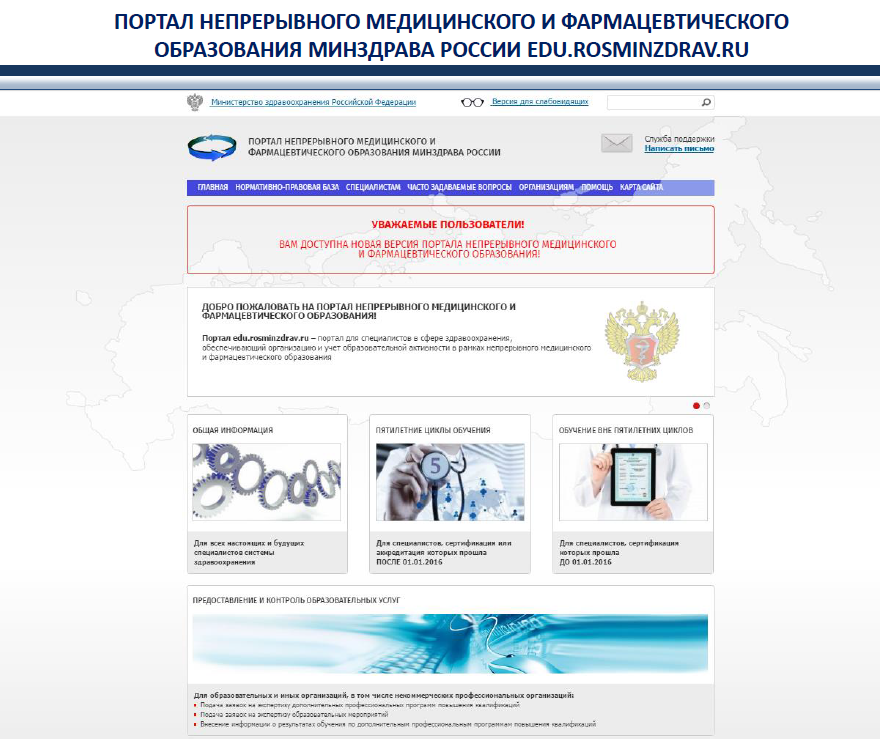 ПОРТАЛ НЕПРЕРЫВНОГО МЕДИЦИНСКОГО И ФАРМАЦЕВТИЧЕСКОГО
ОБРАЗОВАНИЯ МИНЗДРАВА РОССИИ EDU.ROSMINZDRAV.RU
Министерство здравоохранения Российской Федерации
Версия для слабовидящих
ПОРТАЛ НЕПРЕРЫВНОГО МЕДИЦИНСКОГО И
ФАРМАЦЕВТИЧЕСКОГО ОБРАЗОВАНИЯ МИНЗДРАВА РОССИИ
Служба поддержки
Написать письмо
ГЛАВНАЯ НОРМАТИВНО-ПРАВОВАЯ БАЗА СПЕЦИАЛИСТАМ ЧАСТО ЗАДАВАЕМЫЕ ВОПРОСЫ ОРГАНИЗАЦИЯМ ПОМОЩЬ КАРТА САЙТА
УВАЖАЕМЫЕ ПОЛЬЗОВАТЕЛИ!
ВАМ ДОСТУПНА НОВАЯ ВЕРСИЯ ПОРТАЛА НЕПРЕРЫВНОГО МЕДИЦИНСКОГО
И ФАРМАЦЕВТИЧЕСКОГО ОБРАЗОВАНИЯ!
ДОБРО ПОЖАЛОВАТЬ НА ПОРТАЛ НЕПРЕРЫВНОГО МЕДИЦИНСКОГО И
ФАРМАЦЕВТИЧЕСКОГО ОБРАЗОВАНИЯ!
Портал edu.rosminzdrav.ru – портал для специалистов в сфере здравоохранения,
обеспечивающий организацию и учет образовательной активности в рамках непрерывного медицинского
и фармацевтического образования
ОБЩАЯ ИНФОРМАЦИЯ
Для всех настоящих и будущих
специалистов системы
здравоохранения
ПЯТИЛЕТНИЕ ЦИКЛЫ ОБУЧЕНИЯ
5
Для специалистов, сертификация или
аккредитация которых прошла
ПОСЛЕ 01.01.2016
ОБУЧЕНИЕ ВНЕ ПЯТИЛЕТНИХ ЦИКЛОВ
Для специалистов, сертификация
которых прошла
ДО 01.01.2016
ПРЕДОСТАВЛЕНИЕ И КОНТРОЛЬ ОБРАЗОВАТЕЛЬНЫХ УСЛУГ
Для образовательных и иных организаций, в том числе некоммерческих профессиональных организаций:
Подача заявок на экспертизу дополнительных профессиональных программ повышения квалификаций
Подача заявок на экспертизу образовательных мероприятий
Внесение информации о результатах обучения по дополнительным профессиональным программам повышения квалификаций